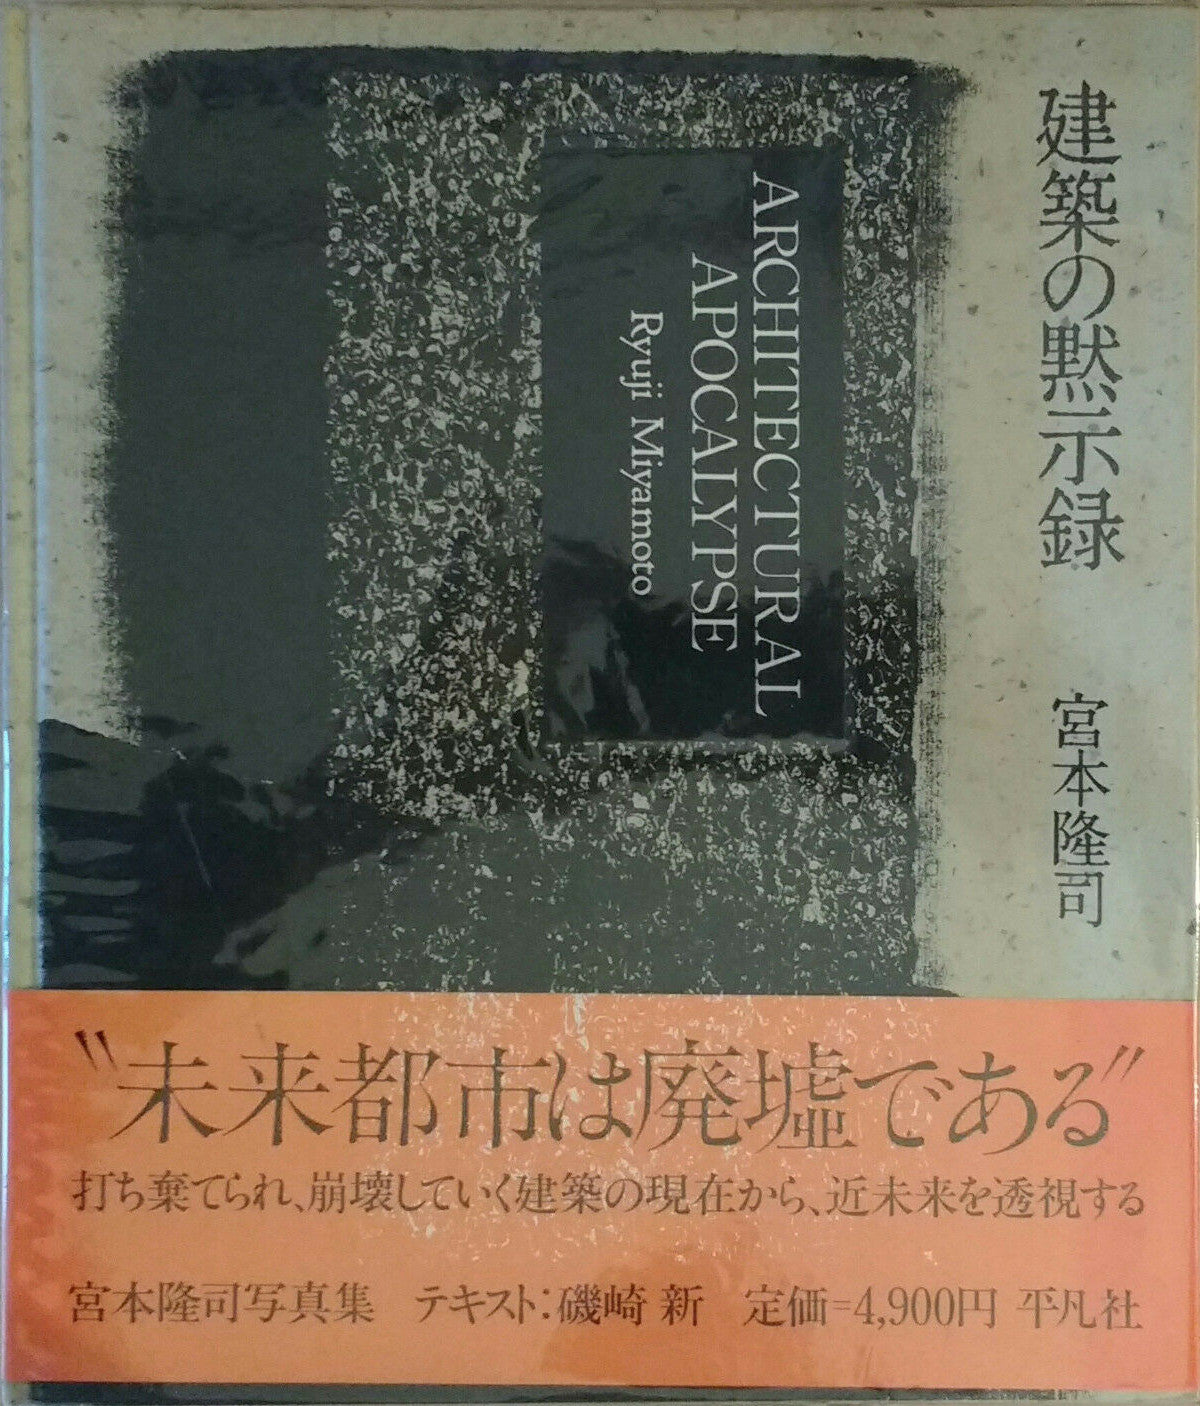 建築の黙示録
宮本隆司
ARCHITECTURAL
APOCALYPSE
Ryuji Miyamoto
"未来都市は廃墟である"
打ち棄てられ、崩壊していく建築の現在から、近未来を透視する
宮本隆司写真集 テキスト:磯崎 新 定価=4,900円 平凡社